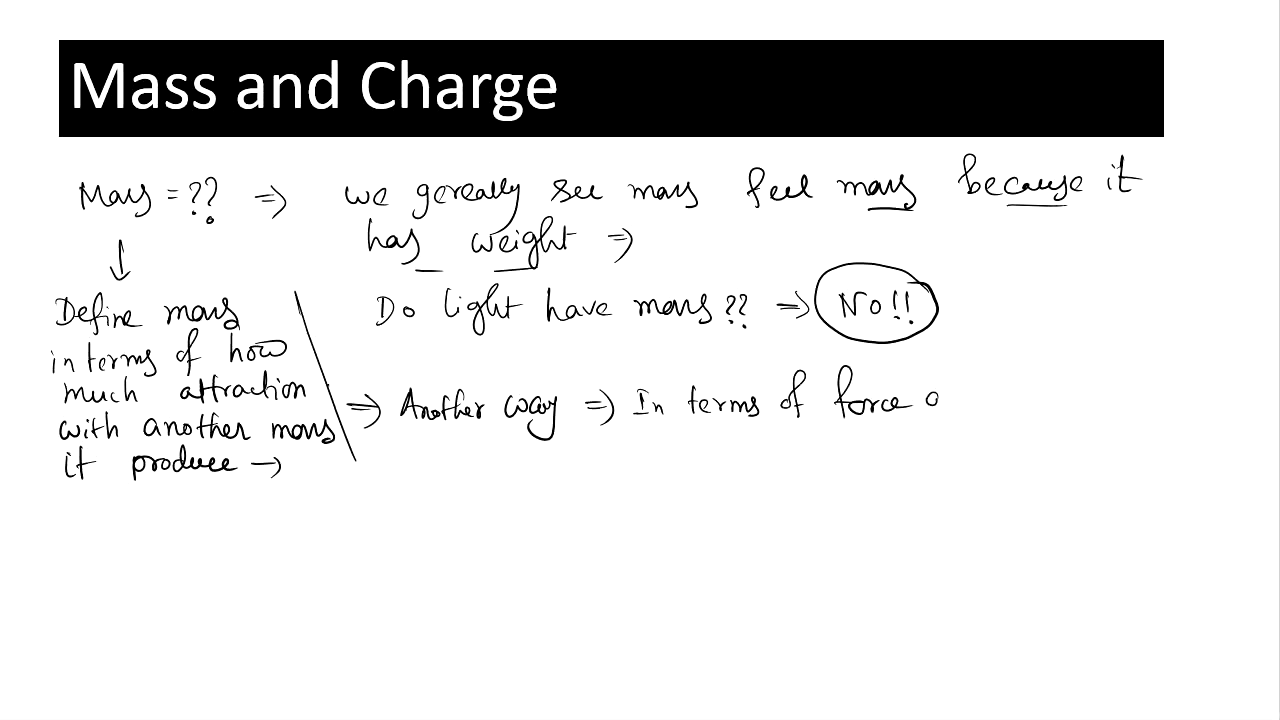 Mass and Charge
Mass = ?? ⇒ we gereally see mass feel mass because it
has weight ⇒
Do light have mass ?? ⇒ No!!
⇒ Another way ⇒ In terms of force o
↓
Define mass
in terms of how
much attraction
with another mass
it produce →